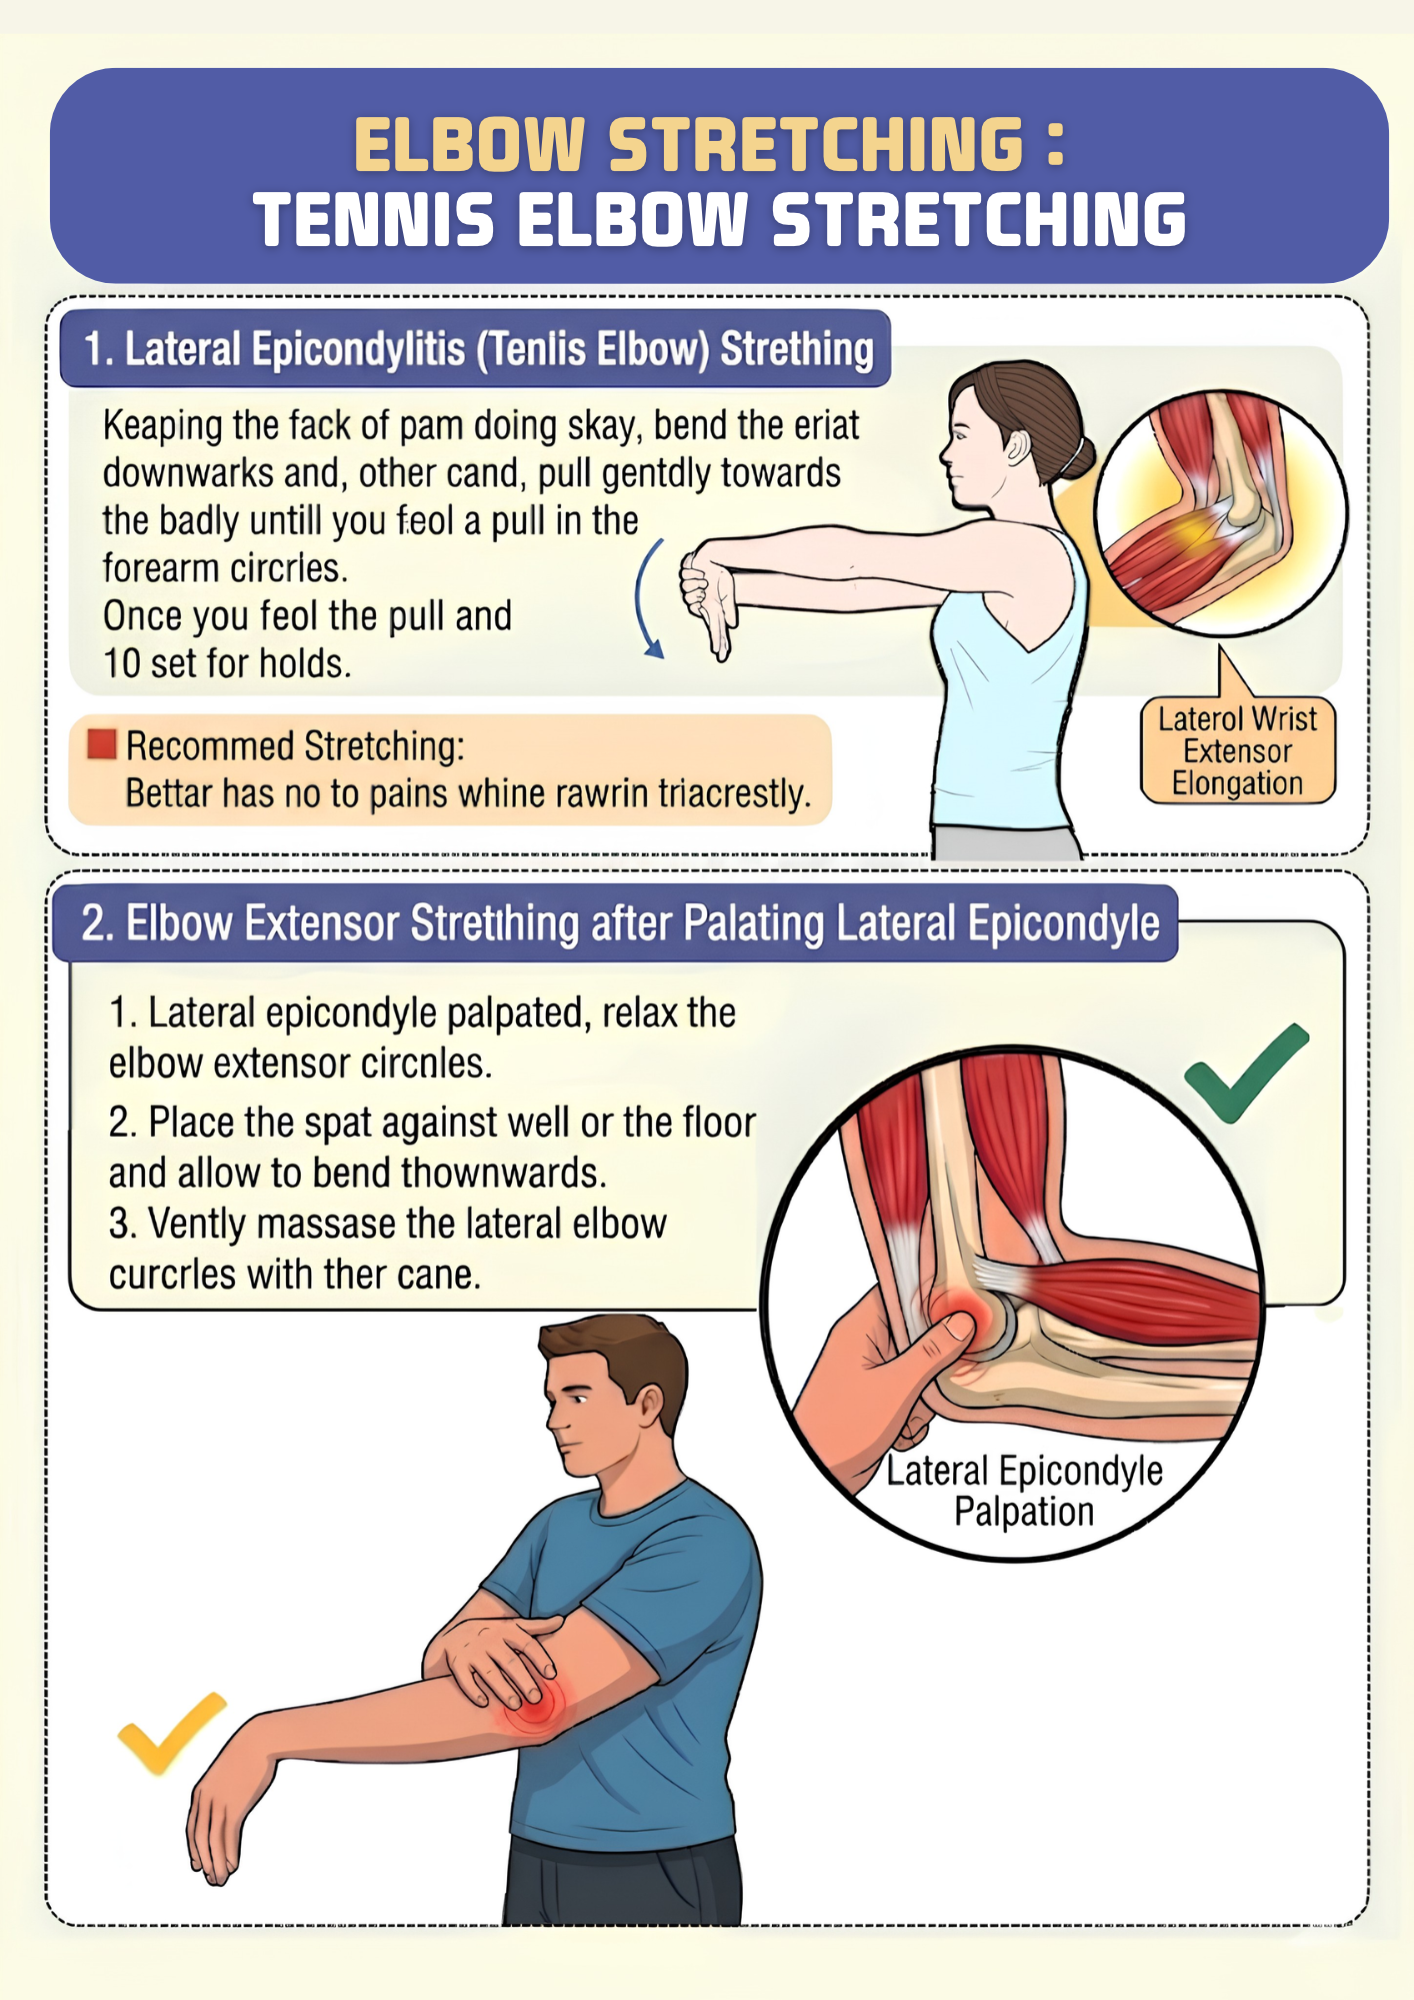 ELBOW STRETCHING :
TENNIS ELBOW STRETCHING
1. Lateral Epicondylitis (Tenlis Elbow) Strething
Keaping the fack of pam doing skay, bend the eriat
downwarks and, other cand, pull gentdly towards
the badly untill you feol a pull in the
forearm circrles.
Once you feol the pull and
10 set for holds.
Recommed Stretching:
Bettar has no to pains whine rawrin triacrestly.
Laterol Wrist
Extensor
Elongation
2. Elbow Extensor Stretthing after Palating Lateral Epicondyle
1. Lateral epicondyle palpated, relax the
elbow extensor circnles.
2. Place the spat against well or the floor
and allow to bend thownwards.
3. Vently massase the lateral elbow
curcrles with ther cane.
Lateral Epicondyle
Palpation